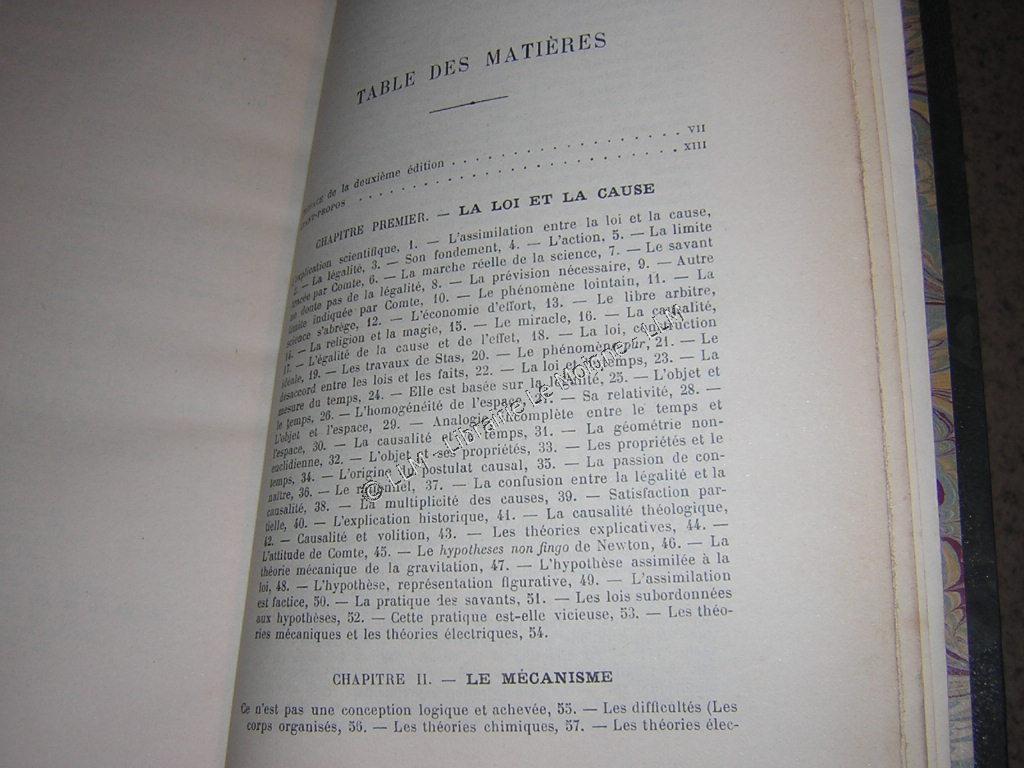 TABLE DES MATIÈRES
de la deuxième édition . . . . . . . . . . . . . . . . VII
. . . . . . . . . . . . . . . . . . . . . XIII
CHAPITRE PREMIER. — LA LOI ET LA CAUSE
L'explication scientifique, 1. — L'assimilation entre la loi et la cause,
2. — La légalité, 3. — Son fondement, 4. — L'action, 5. — La limite
tracée par Comte, 6. — La marche réelle de la science, 7. — Le savant
ne doute pas de la légalité, 8. — La prévision nécessaire, 9. — Autre
limite indiquée par Comte, 10. — Le phénomène lointain, 11. — La
science s'abrège, 12. — L'économie d'effort, 13. — Le libre arbitre,
14. — La religion et la magie, 15. — Le miracle, 16. — La causalité,
17. — L'égalité de la cause et de l'effet, 18. — La loi, construction
idéale, 19. — Les travaux de Stas, 20. — Le phénomène pur, 21. — Le
désaccord entre les lois et les faits, 22. — La loi et le temps, 23. — La
mesure du temps, 24. — Elle est basée sur la légalité, 25. — L'objet et
le temps, 26. — L'homogénéité de l'espace, 27. — Sa relativité, 28. —
L'objet et l'espace, 29. — Analogie incomplète entre le temps et
l'espace, 30. — La causalité et le temps, 31. — La géométrie non-
euclidienne, 32. — L'objet et ses propriétés, 33. — Les propriétés et le
temps, 34. — L'origine du postulat causal, 35. — La passion de con-
naître, 36. — Le rationnel, 37. — La confusion entre la légalité et la
causalité, 38. — La multiplicité des causes, 39. — Satisfaction par-
tielle, 40. — L'explication historique, 41. — La causalité théologique,
42. — Causalité et volition, 43. — Les théories explicatives, 44. —
L'attitude de Comte, 45. — Le hypotheses non fingo de Newton, 46. — La
théorie mécanique de la gravitation, 47. — L'hypothèse assimilée à la
loi, 48. — L'hypothèse, représentation figurative, 49. — L'assimilation
est factice, 50. — La pratique des savants, 51. — Les lois subordonnées
aux hypothèses, 52. — Cette pratique est-elle vicieuse, 53. — Les théo-
ries mécaniques et les théories électriques, 54.
CHAPITRE II. — LE MÉCANISME
Ce n'est pas une conception logique et achevée, 55. — Les difficultés (Les
corps organisés, 56. — Les théories chimiques, 57. — Les théories élec-
© LLM - Librairie Le Moigne - LLM